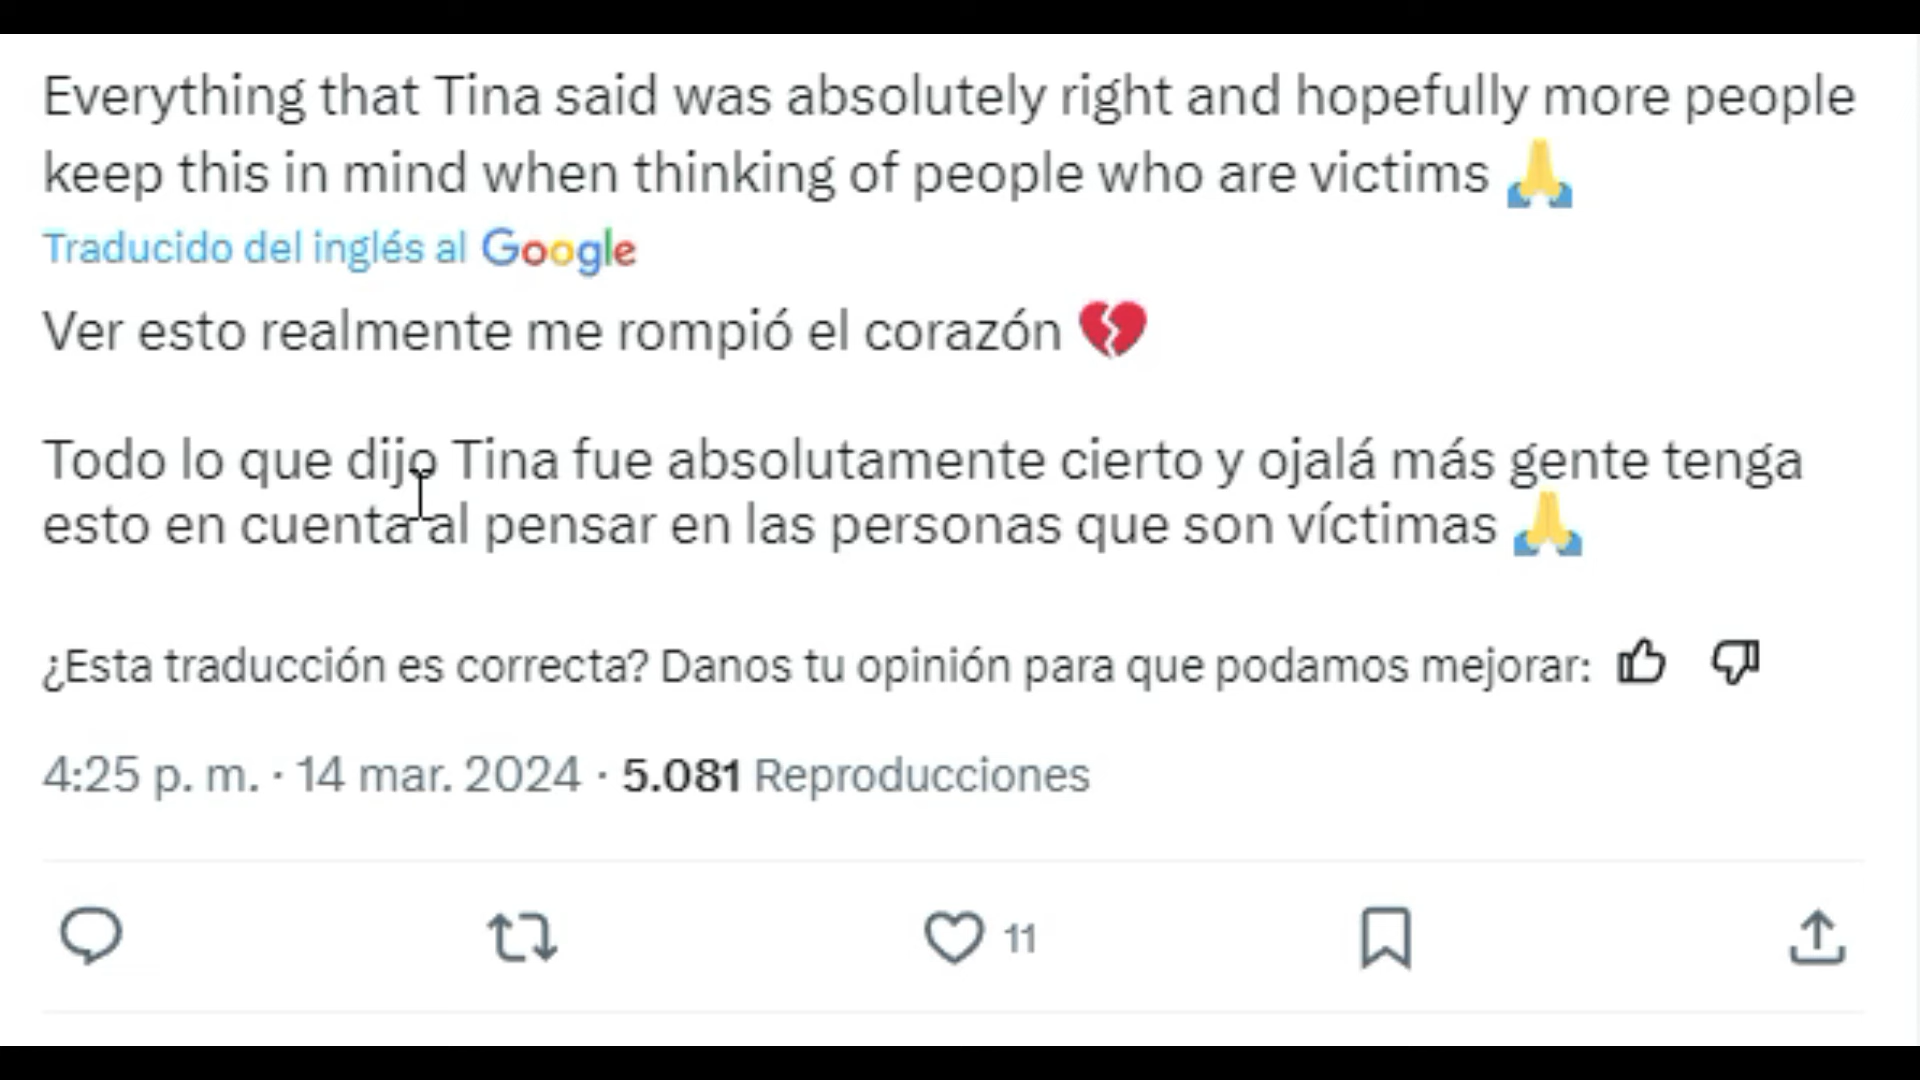 Everything that Tina said was absolutely right and hopefully more people
keep this in mind when thinking of people who are victims 🙏
Traducido del inglés al Google
Ver esto realmente me rompió el corazón 💔
Todo lo que dijo Tina fue absolutamente cierto y ojalá más gente tenga
esto en cuenta al pensar en las personas que son víctimas 🙏
¿Esta traducción es correcta? Danos tu opinión para que podamos mejorar:
4:25 p. m. · 14 mar. 2024 · 5.081 Reproducciones
11